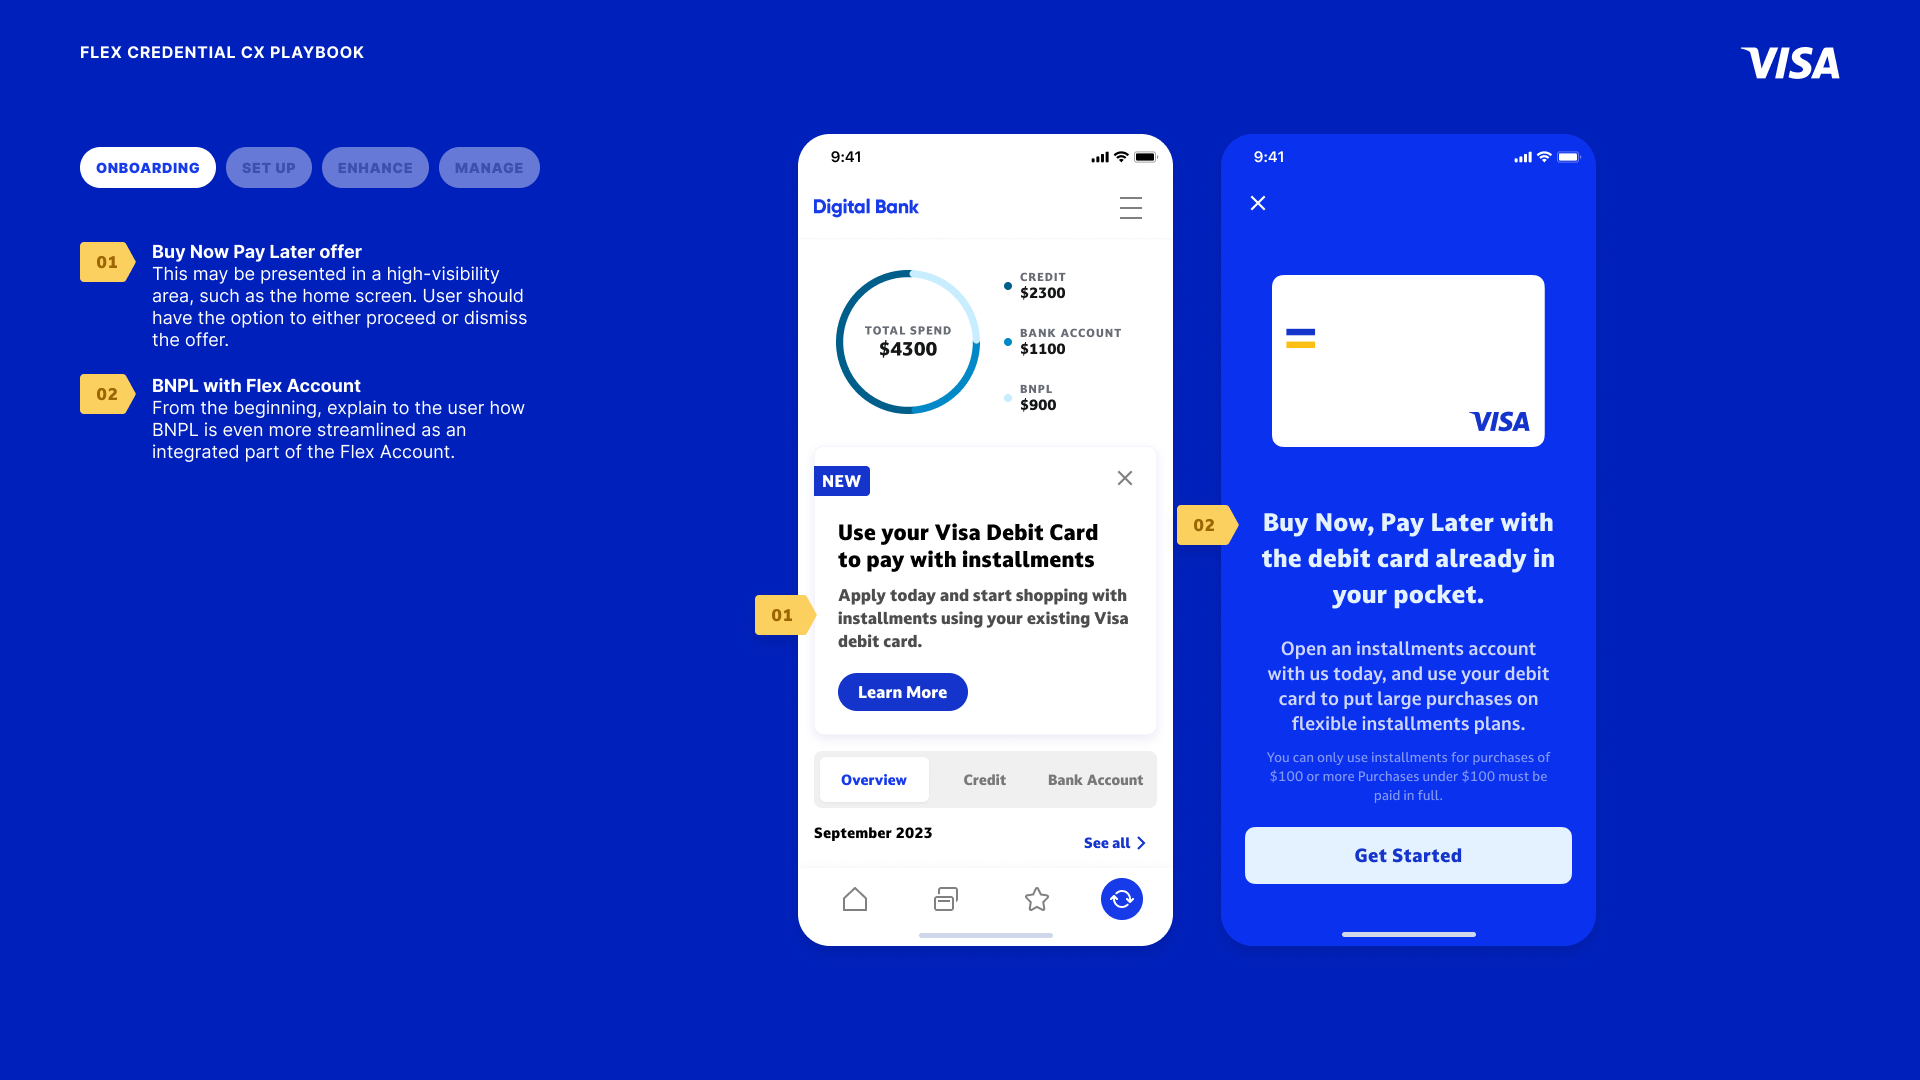 FLEX CREDENTIAL CX PLAYBOOK
VISA
ONBOARDING
SET UP
ENHANCE
MANAGE
01
Buy Now Pay Later offer
This may be presented in a high-visibility
area, such as the home screen. User should
have the option to either proceed or dismiss
the offer.
02
BNPL with Flex Account
From the beginning, explain to the user how
BNPL is even more streamlined as an
integrated part of the Flex Account.
9:41
Digital Bank
TOTAL SPEND
$4300
CREDIT
$2300
BANK ACCOUNT
$1100
BNPL
$900
NEW
Use your Visa Debit Card
to pay with installments
01
Apply today and start shopping with
installments using your existing Visa
debit card.
Learn More
Overview
Credit
Bank Account
September 2023
See all
9:41
VISA
02
Buy Now, Pay Later with
the debit card already in
your pocket.
Open an installments account
with us today, and use your debit
card to put large purchases on
flexible installments plans.
You can only use installments for purchases of
$100 or more Purchases under $100 must be
paid in full.
Get Started